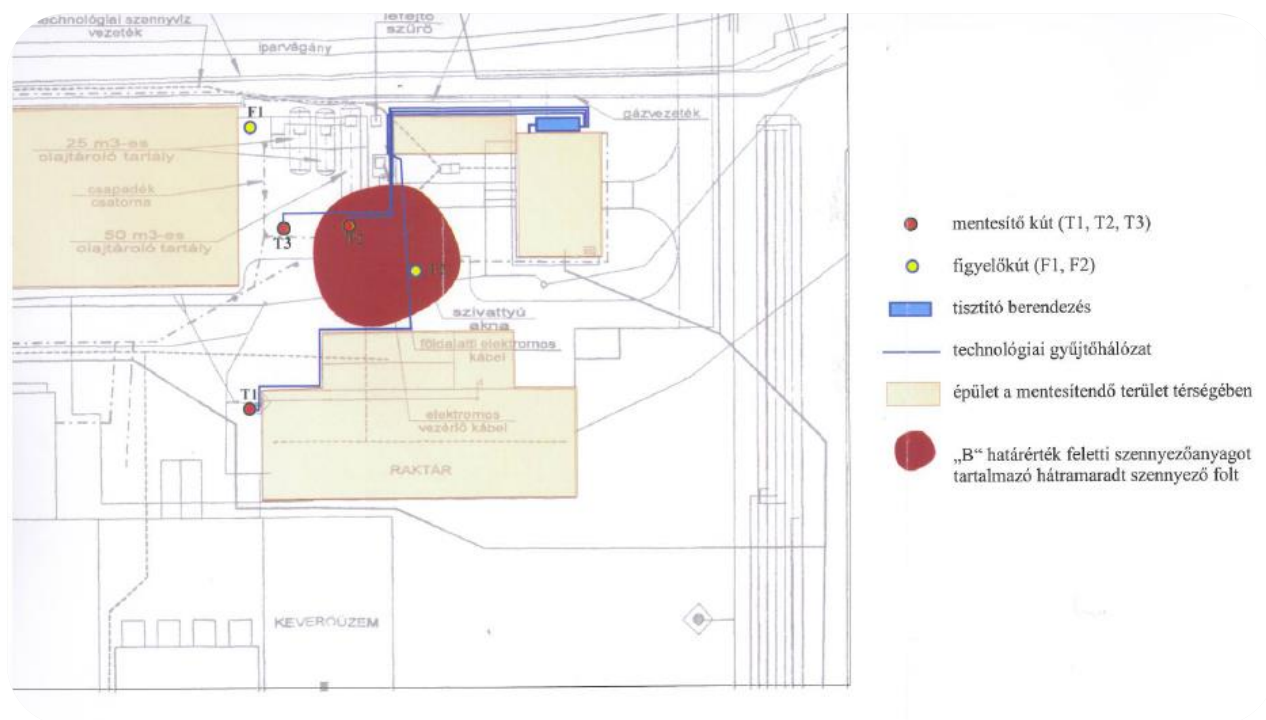 technológiai szennyvíz
vezeték
lefejtő
szűrő
iparvágány
F1
gázvezeték
25 m3-es
olajtároló tartály
csapadék
csatorna
50 m3-es
olajtároló tartály
T3
T2
szivattyú
akna
földalatti elektromos
kábel
T1
elektromos
vezérlő kábel
RAKTÁR
KEVERŐÜZEM
mentesítő kút (T1, T2, T3)
figyelőkút (F1, F2)
tisztító berendezés
technológiai gyűjtőhálózat
épület a mentesítendő terület térségében
„B“ határérték feletti szennyezőanyagot
tartalmazó hátramaradt szennyező folt